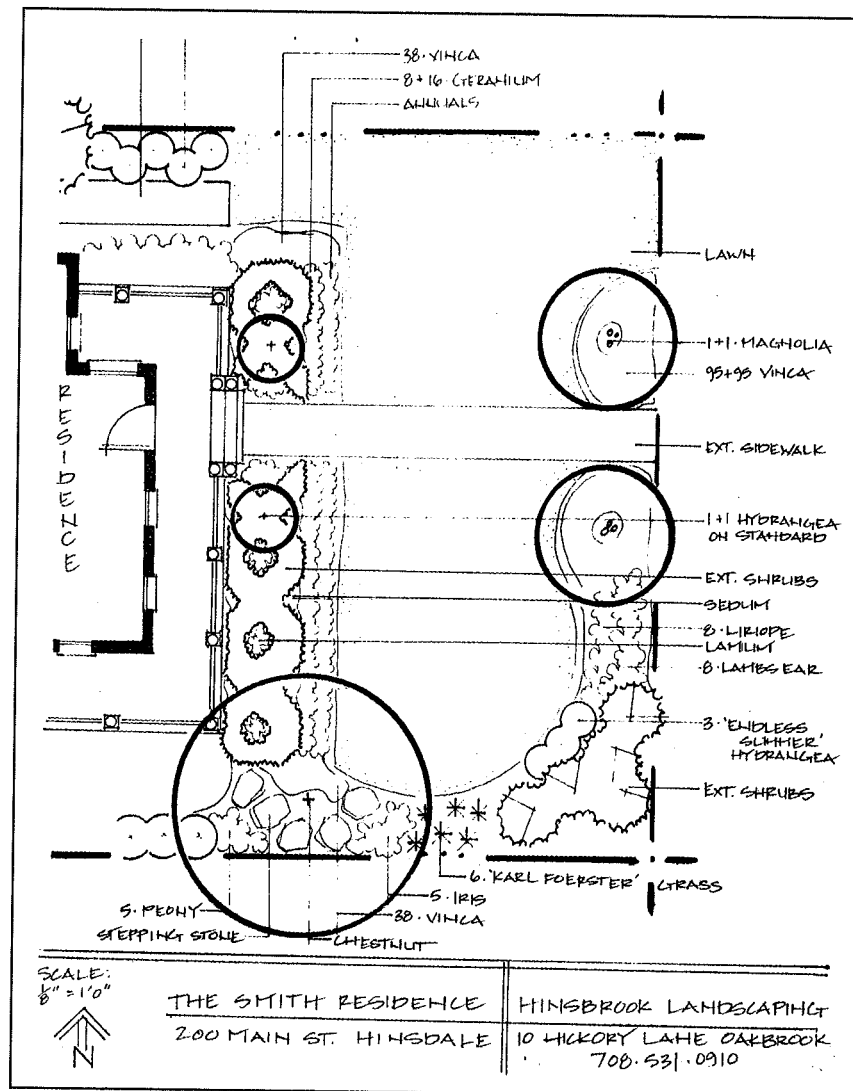 38·VINCA
8+16·GERANIUM
ANNUALS
LAWN
1+1·MAGNOLIA
95+95 VINCA
RESIDENCE
EXT. SIDEWALK
1+1 HYDRANGEA
ON STANDARD
EXT. SHRUBS
SEDUM
8·LIRIOPE
LAMIUM
8·LAMBS EAR
3·'ENDLESS
SUMMER'
HYDRANGEA
EXT. SHRUBS
6·'KARL FOERSTER' GRASS
5·IRIS
5·PEONY
38·VINCA
STEPPING STONE
CHESTNUT
SCALE:
1/8" = 1'0"
N
THE SMITH RESIDENCE
200 MAIN ST. HINSDALE
HINSBROOK LANDSCAPING
10 HICKORY LANE OAKBROOK
708·531·0910